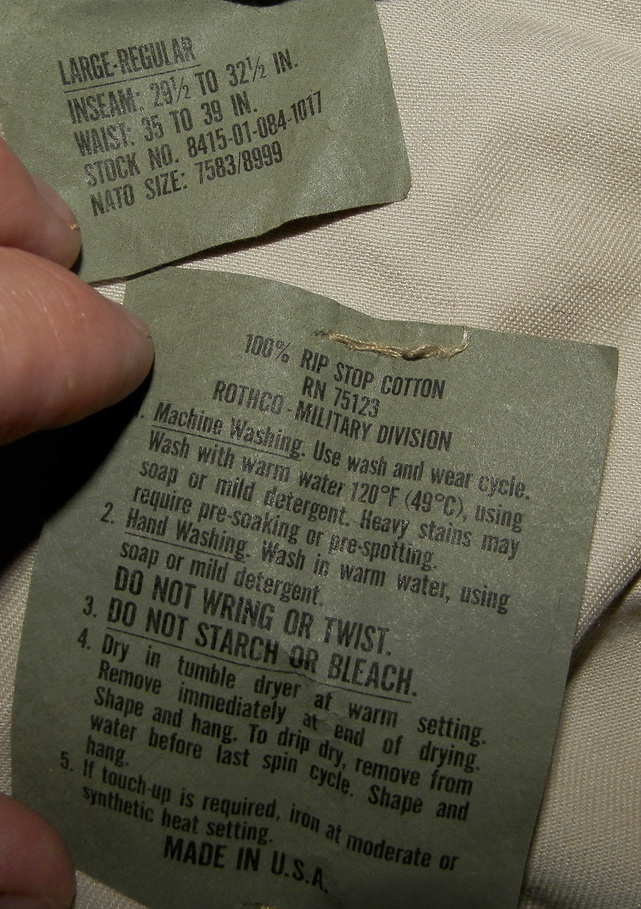 LARGE-REGULAR
INSEAM: 29½ TO 32½ IN.
WAIST: 35 TO 39 IN.
STOCK NO. 8415-01-084-1017
NATO SIZE: 7583/8999
100% RIP STOP COTTON
RN 75123
ROTHCO - MILITARY DIVISION
. Machine Washing. Use wash and wear cycle.
Wash with warm water 120°F (49°C), using
soap or mild detergent. Heavy stains may
require pre-soaking or pre-spotting.
2. Hand Washing. Wash in warm water, using
soap or mild detergent.
DO NOT WRING OR TWIST.
3. DO NOT STARCH OR BLEACH.
4. Dry in tumble dryer at warm setting.
Remove immediately at end of drying.
Shape and hang. To drip dry, remove from
water before last spin cycle. Shape and
hang.
5. If touch-up is required, iron at moderate or
synthetic heat setting.
MADE IN U.S.A.